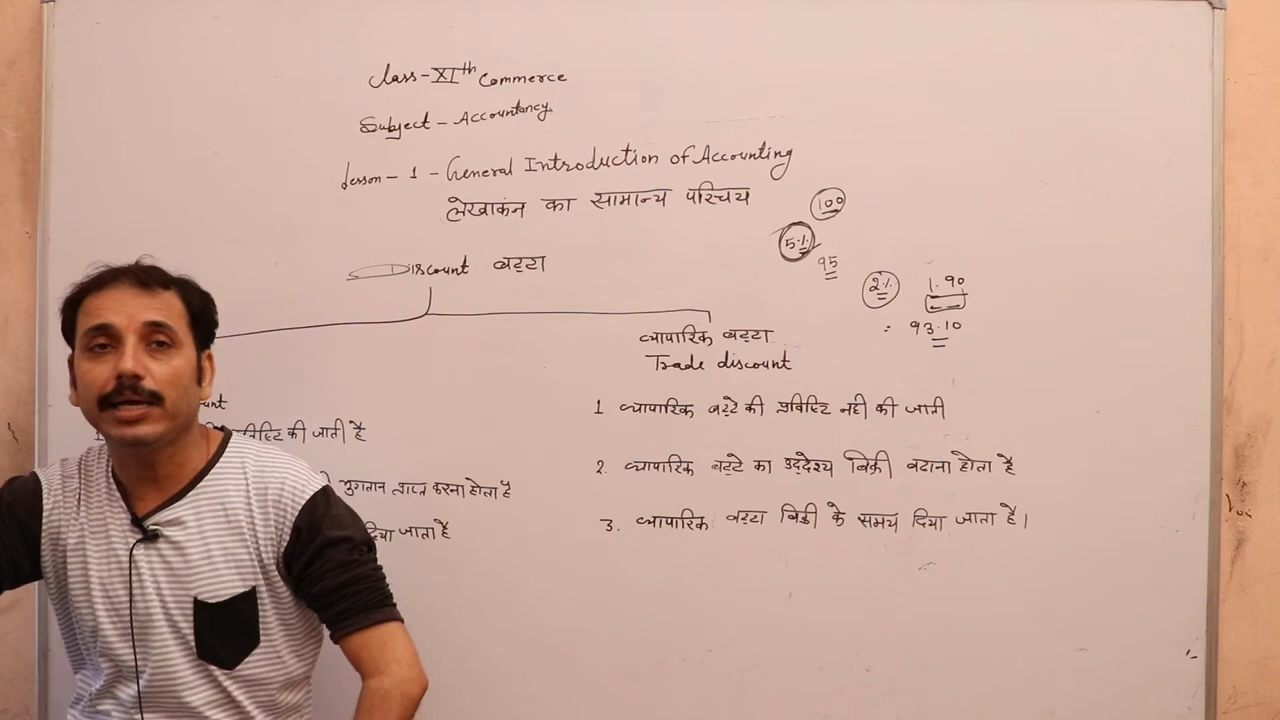 Class - XIth Commerce
Subject - Accountancy
Lesson - 1 - General Introduction of Accounting
लेखाकंन का सामान्य परिचय
100
5%
95
2% 1.90
= 93.10
Discount बट्टा
व्यापारिक बट्टा
Trade discount
1 व्यापारिक बट्टे की प्रविष्टि नही की जाती
2. व्यापारिक बट्टे का उद्देश्य बिक्री बढाना होता है
3. व्यापारिक बट्टा बिक्री के समय दिया जाता है।
unt
1 की जाती है
भुगतान प्राप्त करना होता है
दिया जाता है